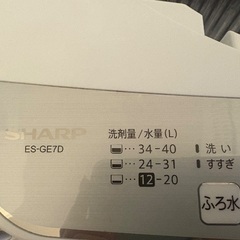 SHARP
ES-GE7D
洗剤量/水量(L)
…34-40
…24-31
…12-20
洗い
すすぎ
ふろ水